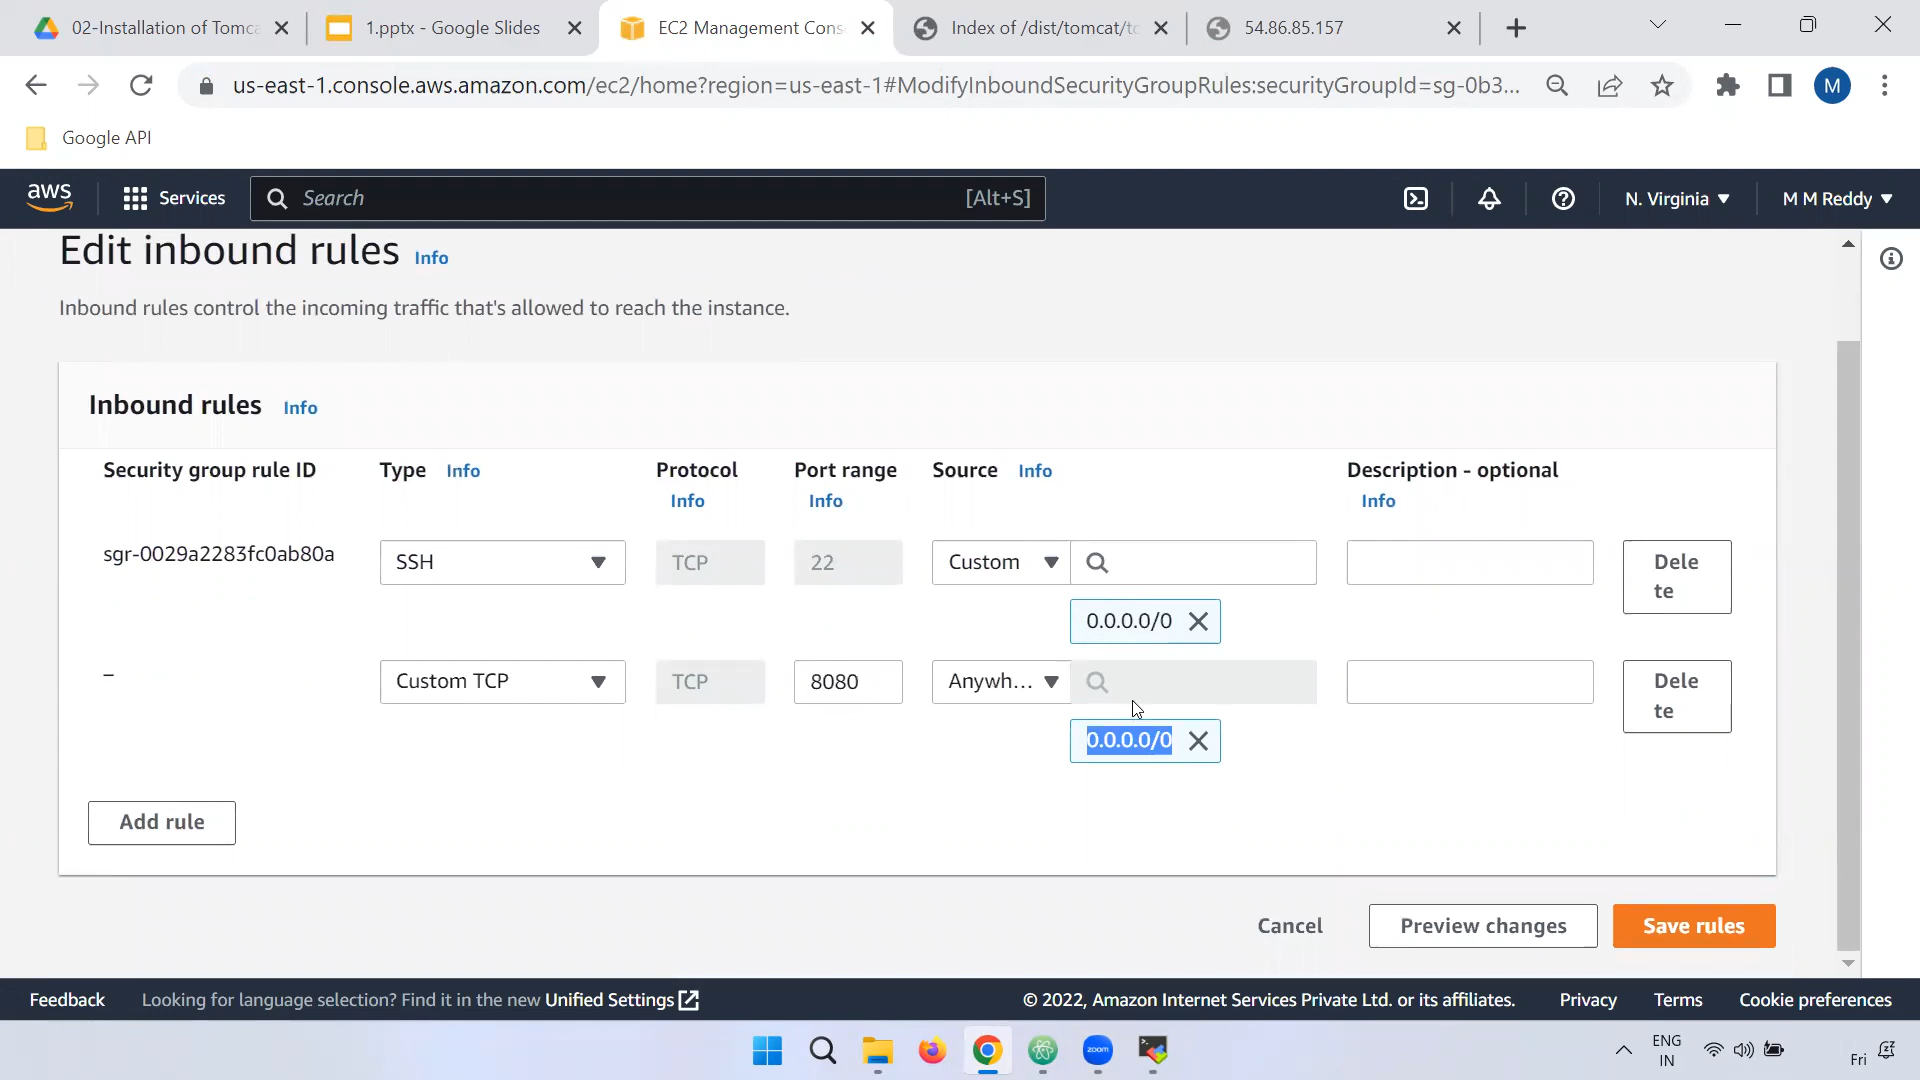 02-Installation of Tomca
1.pptx - Google Slides
EC2 Management Cons
Index of /dist/tomcat/to
54.86.85.157
us-east-1.console.aws.amazon.com/ec2/home?region=us-east-1#ModifyInboundSecurityGroupRules:securityGroupId=sg-0b3...
M
Google API
aws
Services
Search
[Alt+S]
N. Virginia
M M Reddy
Edit inbound rules Info
Inbound rules control the incoming traffic that's allowed to reach the instance.
Inbound rules Info
Security group rule ID
Type Info
Protocol
Info
Port range
Info
Source Info
Description - optional
Info
sgr-0029a2283fc0ab80a
SSH
TCP
22
Custom
Dele
te
0.0.0.0/0
–
Custom TCP
TCP
8080
Anywh...
Dele
te
0.0.0.0/0
Add rule
Cancel
Preview changes
Save rules
Feedback
Looking for language selection? Find it in the new Unified Settings
© 2022, Amazon Internet Services Private Ltd. or its affiliates.
Privacy
Terms
Cookie preferences
zoom
ENG
IN
Fri